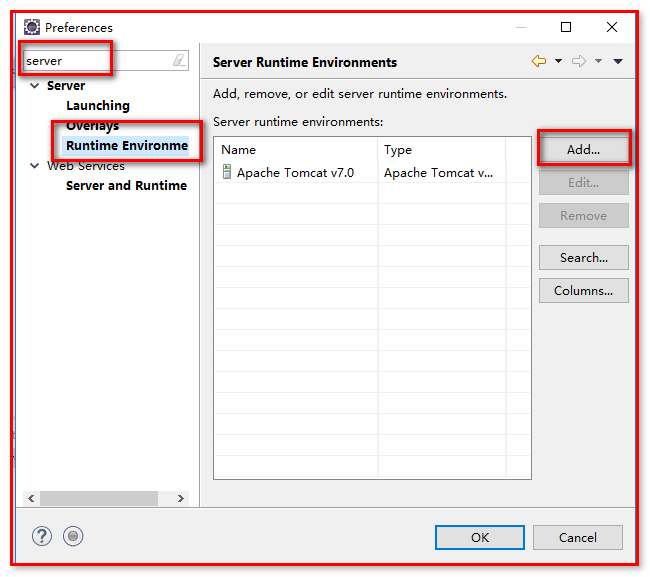 Preferences
server
Server
Launching
Overlays
Runtime Environme
Web Services
Server and Runtime
Server Runtime Environments
Add, remove, or edit server runtime environments.
Server runtime environments:
Name Type
Apache Tomcat v7.0 Apache Tomcat v...
Add...
Edit...
Remove
Search...
Columns...
OK Cancel